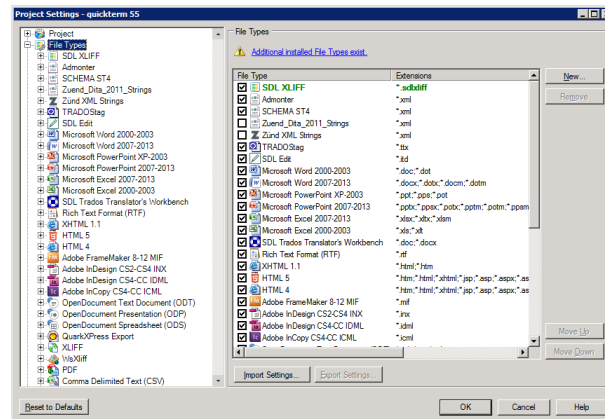 Project Settings - quickterm 55
Project
File Types
SDL XLIFF
Admonter
SCHEMA ST4
Zuend_Dita_2011_Strings
Zünd XML Strings
TRADOStag
SDL Edit
Microsoft Word 2000-2003
Microsoft Word 2007-2013
Microsoft PowerPoint XP-2003
Microsoft PowerPoint 2007-2013
Microsoft Excel 2007-2013
Microsoft Excel 2000-2003
SDL Trados Translator's Workbench
Rich Text Format (RTF)
XHTML 1.1
HTML 5
HTML 4
Adobe FrameMaker 8-12 MIF
Adobe InDesign CS2-CS4 INX
Adobe InDesign CS4-CC IDML
Adobe InCopy CS4-CC ICML
OpenDocument Text Document (ODT)
OpenDocument Presentation (ODP)
OpenDocument Spreadsheet (ODS)
QuarkXPress Export
XLIFF
WsXliff
PDF
Comma Delimited Text (CSV)
File Types
Additional installed File Types exist.
File Type Extensions
SDL XLIFF *.sdlxliff
Admonter *.xml
SCHEMA ST4 *.xml
Zuend_Dita_2011_Strings *.xml
Zünd XML Strings *.xml
TRADOStag *.ttx
SDL Edit *.itd
Microsoft Word 2000-2003 *.doc;*.dot
Microsoft Word 2007-2013 *.docx;*.dotx;*.docm;*.dotm
Microsoft PowerPoint XP-2003 *.ppt;*.pps;*.pot
Microsoft PowerPoint 2007-2013 *.pptx;*.ppsx;*.potx;*.pptm;*.potm;*.ppsm
Microsoft Excel 2007-2013 *.xlsx;*.xltx;*.xlsm
Microsoft Excel 2000-2003 *.xls;*.xlt
SDL Trados Translator's Workbench *.doc;*.docx
Rich Text Format (RTF) *.rtf
XHTML 1.1 *.html;*.htm
HTML 5 *.htm;*.html;*.xhtml;*.jsp;*.asp;*.aspx;*.as
HTML 4 *.htm;*.html;*.xhtml;*.jsp;*.asp;*.aspx;*.as
Adobe FrameMaker 8-12 MIF *.mif
Adobe InDesign CS2-CS4 INX *.inx
Adobe InDesign CS4-CC IDML *.idml
Adobe InCopy CS4-CC ICML *.icml
New...
Remove
Move Up
Move Down
Import Settings... Export Settings...
Reset to Defaults OK Cancel Help